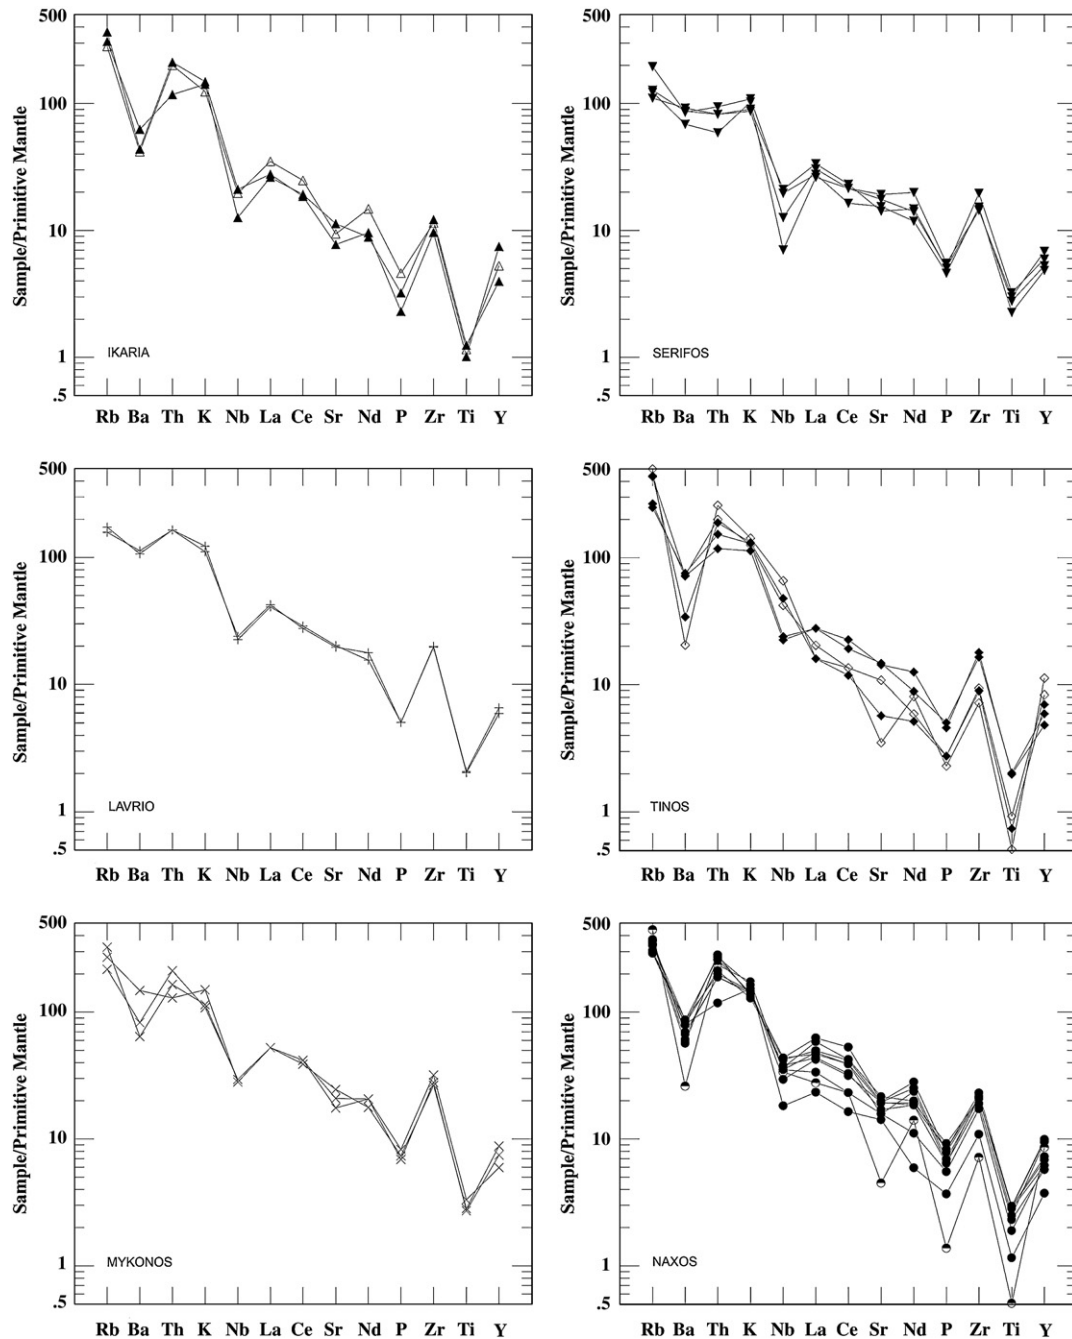 500
100
10
1
.5
Sample/Primitive Mantle
IKARIA
Rb Ba Th K Nb La Ce Sr Nd P Zr Ti Y
500
100
10
1
.5
Sample/Primitive Mantle
SERIFOS
Rb Ba Th K Nb La Ce Sr Nd P Zr Ti Y
500
100
10
1
.5
Sample/Primitive Mantle
LAVRIO
Rb Ba Th K Nb La Ce Sr Nd P Zr Ti Y
500
100
10
1
.5
Sample/Primitive Mantle
TINOS
Rb Ba Th K Nb La Ce Sr Nd P Zr Ti Y
500
100
10
1
.5
Sample/Primitive Mantle
MYKONOS
Rb Ba Th K Nb La Ce Sr Nd P Zr Ti Y
500
100
10
1
.5
Sample/Primitive Mantle
NAXOS
Rb Ba Th K Nb La Ce Sr Nd P Zr Ti Y